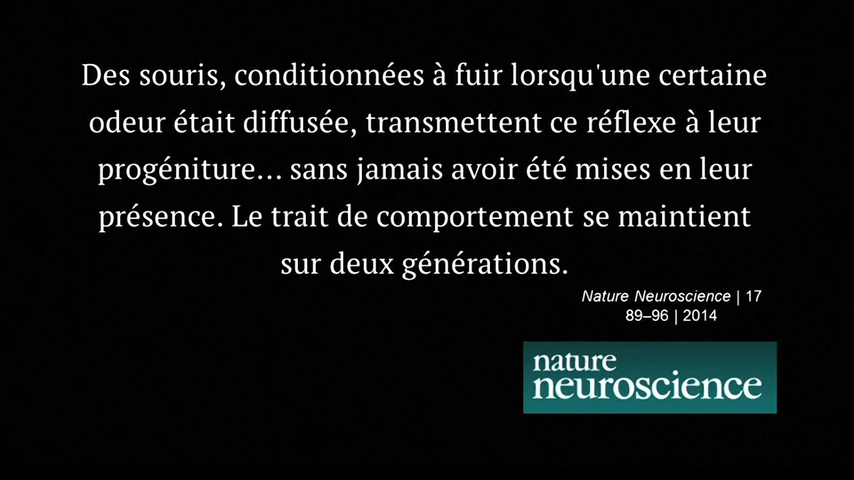 Des souris, conditionnées à fuir lorsqu'une certaine
odeur était diffusée, transmettent ce réflexe à leur
progéniture... sans jamais avoir été mises en leur
présence. Le trait de comportement se maintient
sur deux générations.
Nature Neuroscience | 17
89–96 | 2014
nature
neuroscience